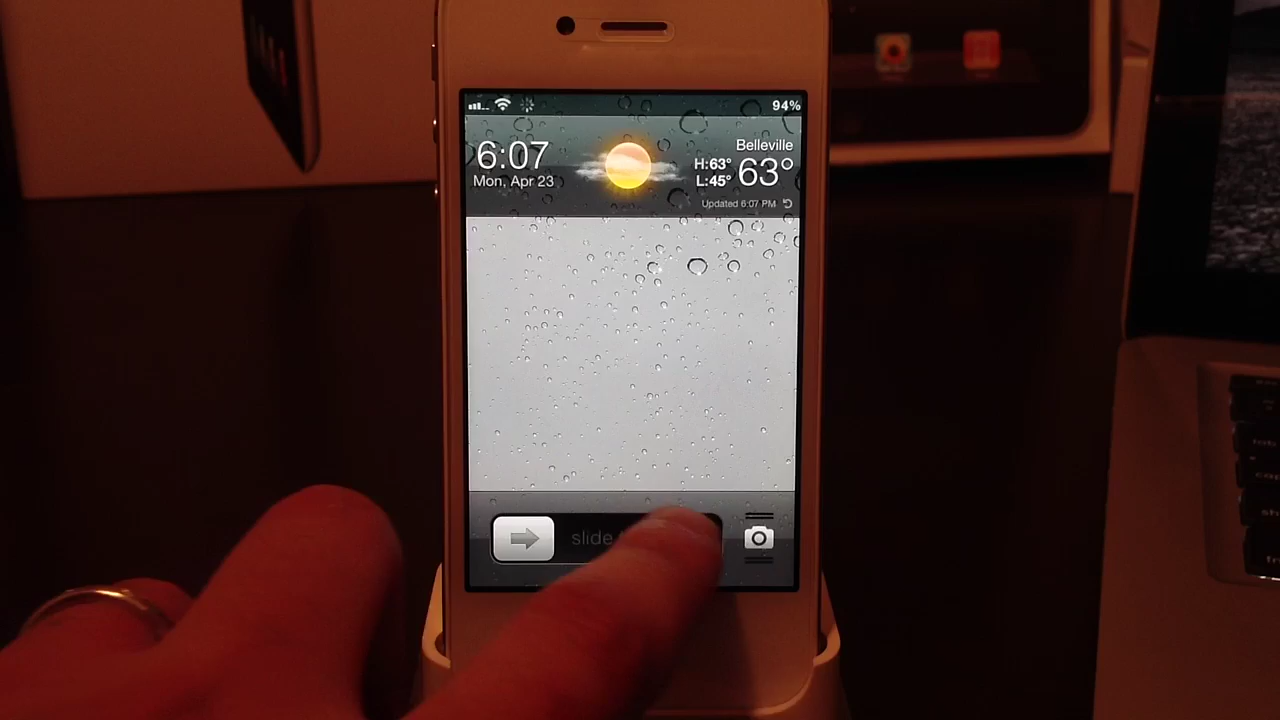 94%
6:07
Mon, Apr 23
Belleville
H:63°
L:45°
63°
Updated 6:07 PM
slide